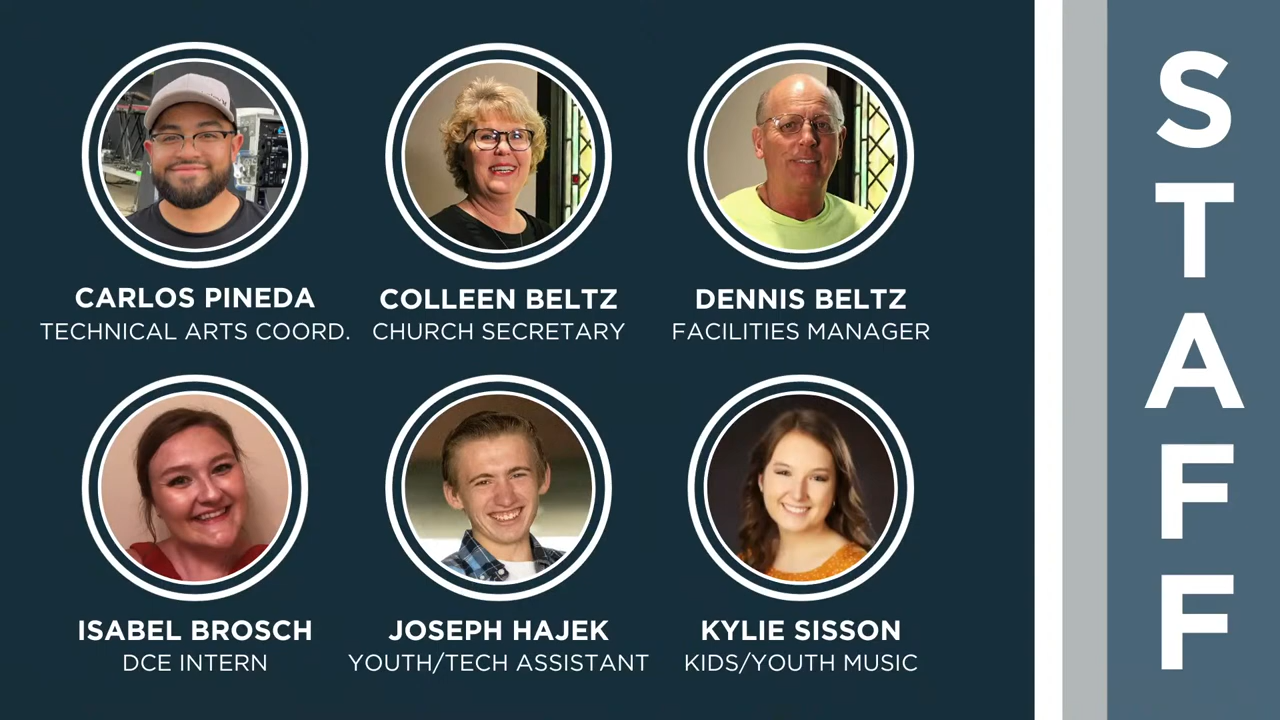 CARLOS PINEDA
TECHNICAL ARTS COORD.
COLLEEN BELTZ
CHURCH SECRETARY
DENNIS BELTZ
FACILITIES MANAGER
ISABEL BROSCH
DCE INTERN
JOSEPH HAJEK
YOUTH/TECH ASSISTANT
KYLIE SISSON
KIDS/YOUTH MUSIC
STAFF